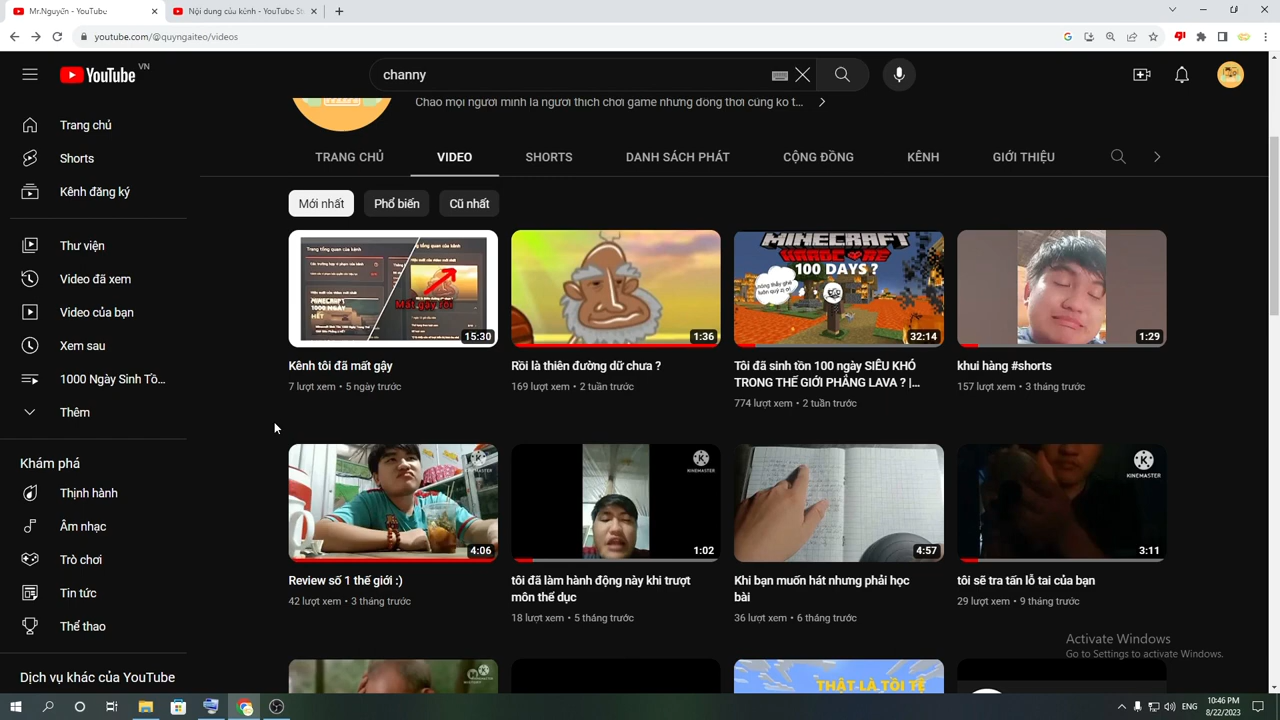 Mr.Nguyễn - YouTube
Nội dung của kênh - YouTube St
youtube.com/@quyngaiteo/videos
YouTube VN
channy
Chào mọi người mình là người thích chơi game nhưng đồng thời cũng ko t...
Trang chủ
Shorts
Kênh đăng ký
Thư viện
Video đã xem
Video của bạn
Xem sau
1000 Ngày Sinh Tồ...
Thêm
Khám phá
Thịnh hành
Âm nhạc
Trò chơi
Tin tức
Thể thao
Dịch vụ khác của YouTube
TRANG CHỦ VIDEO SHORTS DANH SÁCH PHÁT CỘNG ĐỒNG KÊNH GIỚI THIỆU
Mới nhất Phổ biến Cũ nhất
Mất gậy rồi
15:30
Kênh tôi đã mất gậy
7 lượt xem • 5 ngày trước
1:36
Rồi là thiên đường dữ chưa ?
169 lượt xem • 2 tuần trước
MINECRAFT
HARDCORE
100 DAYS ?
32:14
Tôi đã sinh tồn 100 ngày SIÊU KHÓ
TRONG THẾ GIỚI PHẲNG LAVA ? |...
774 lượt xem • 2 tuần trước
1:29
khui hàng #shorts
157 lượt xem • 3 tháng trước
KINEMASTER
4:06
Review số 1 thế giới :)
42 lượt xem • 3 tháng trước
KINEMASTER
1:02
tôi đã làm hành động này khi trượt
môn thể dục
18 lượt xem • 5 tháng trước
4:57
Khi bạn muốn hát nhưng phải học
bài
36 lượt xem • 6 tháng trước
KINEMASTER
3:11
tôi sẽ tra tấn lỗ tai của bạn
29 lượt xem • 9 tháng trước
THẬT LÀ TỒI TỆ
Activate Windows
Go to Settings to activate Windows.
ENG
10:46 PM
8/22/2023